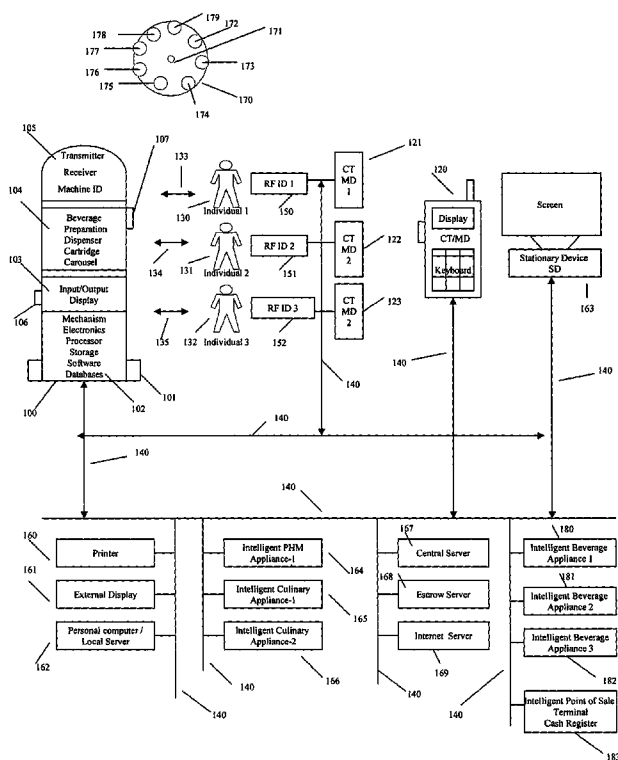 179
178
172
177
171
176
173
175
174
170
105
107
121
Transmitter
Receiver
Machine ID
133
CT
MD
1
120
104
RF ID 1
130
Individual 1
150
Beverage
Preparation
Dispenser
Cartridge
Carousel
Display
CT/MD
Keyboard
Screen
RF ID 2
CT
MD
2
122
134
131
Individual 2
151
Stationary Device
SD
103
Input/Output
Display
123
163
RF ID 3
CT
MD
2
106
135
132
Individual 3
152
Mechanism
Electronics
Processor
Storage
Software
Databases
140
140
140
101
100
102
140
140
140
160
Printer
Intelligent PHM
Appliance-1
164
167
Central Server
180
Intelligent Beverage
Appliance 1
161
External Display
Intelligent Culinary
Appliance-1
165
168
Escrow Server
181
Intelligent Beverage
Appliance 2
162
Personal computer /
Local Server
Intelligent Culinary
Appliance-2
166
Internet Server
169
Intelligent Beverage
Appliance 3
182
140
140
140
140
Intelligent Point of Sale
Terminal
Cash Register
183